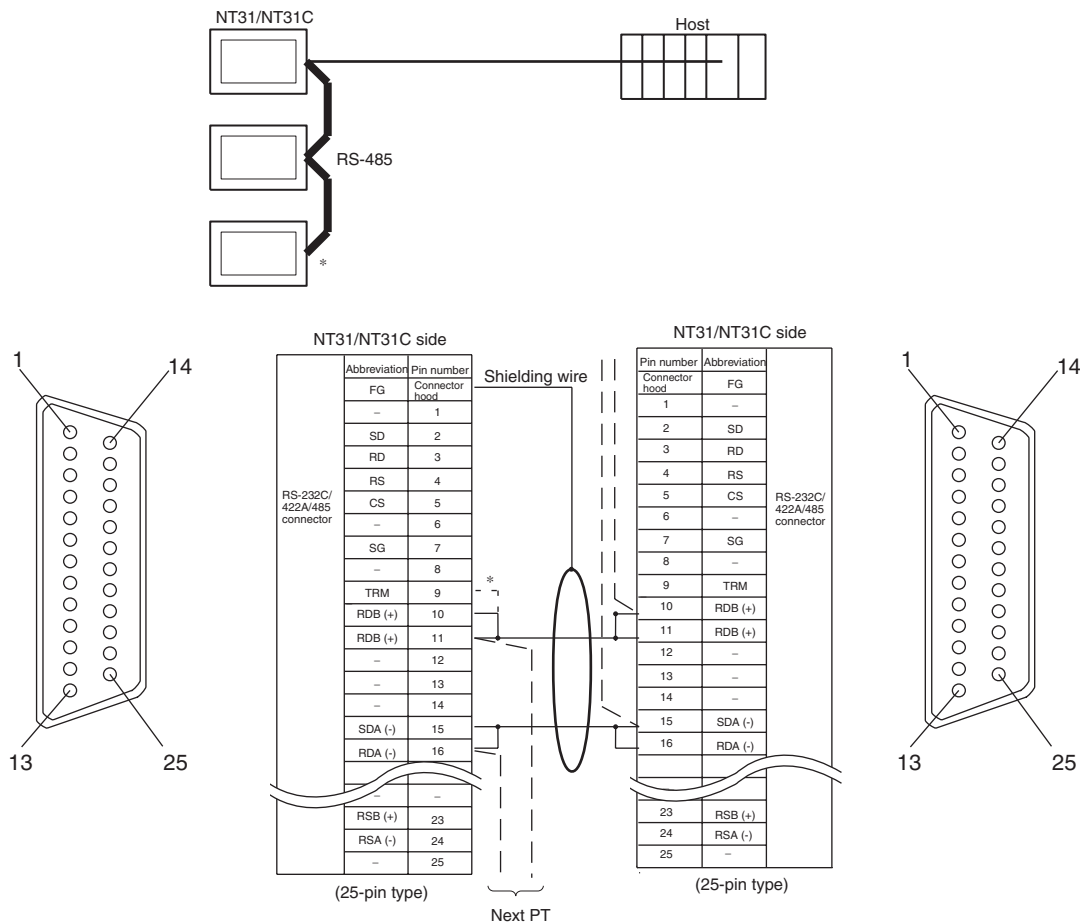 NT31/NT31C
Host
RS-485
*
NT31/NT31C side
NT31/NT31C side
1
14
13
25
Abbreviation Pin number
FG Connector hood
– 1
SD 2
RD 3
RS 4
CS 5
– 6
SG 7
– 8
TRM 9
RDB (+) 10
RDB (+) 11
– 12
– 13
– 14
SDA (-) 15
RDA (-) 16
– –
RSB (+) 23
RSA (-) 24
– 25
RS-232C/
422A/485
connector
(25-pin type)
Shielding wire
*
Next PT
Pin number Abbreviation
Connector hood FG
1 –
2 SD
3 RD
4 RS
5 CS
6 –
7 SG
8 –
9 TRM
10 RDB (+)
11 RDB (+)
12 –
13 –
14 –
15 SDA (-)
16 RDA (-)
23 RSB (+)
24 RSA (-)
25 –
RS-232C/
422A/485
connector
(25-pin type)
1
14
13
25